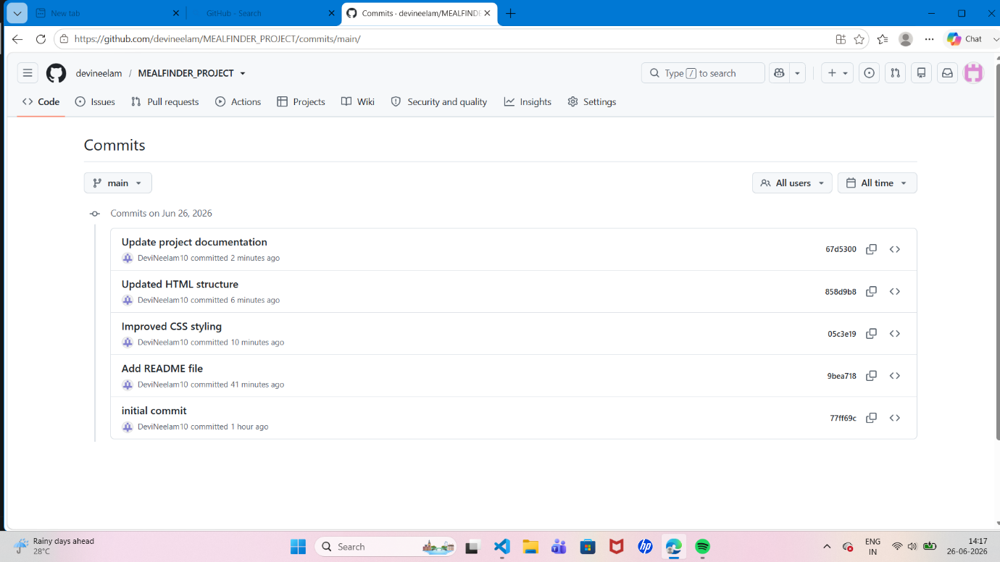 New tab
GitHub - Search
Commits · devineelam/MEALFINDE
https://github.com/devineelam/MEALFINDER_PROJECT/commits/main/
Chat
devineelam / MEALFINDER_PROJECT
Type / to search
Code
Issues
Pull requests
Actions
Projects
Wiki
Security and quality
Insights
Settings
Commits
main
All users
All time
Commits on Jun 26, 2026
Update project documentation
DeviNeelam10 committed 2 minutes ago
67d5300
Updated HTML structure
DeviNeelam10 committed 6 minutes ago
858d9b8
Improved CSS styling
DeviNeelam10 committed 10 minutes ago
05c3e19
Add README file
DeviNeelam10 committed 41 minutes ago
9bea718
initial commit
DeviNeelam10 committed 1 hour ago
77ff69c
Rainy days ahead
28°C
Search
ENG
IN
14:17
26-06-2026